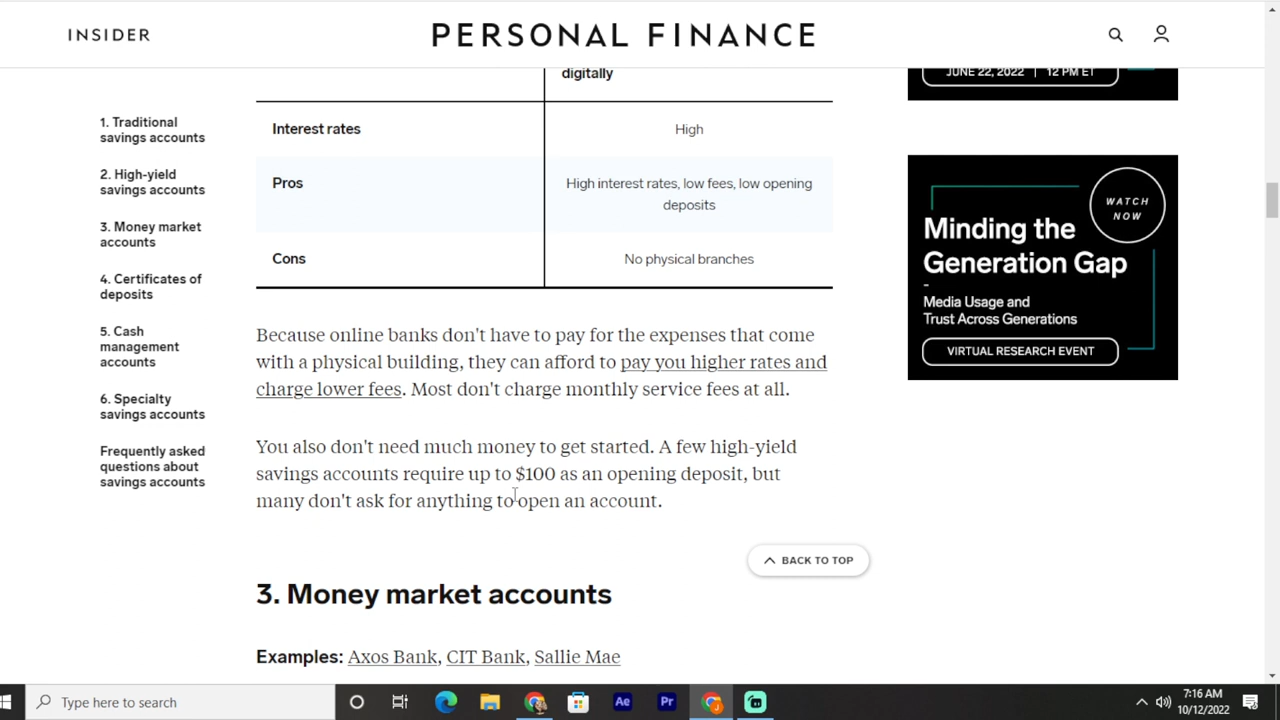 INSIDER
PERSONAL FINANCE
digitally
JUNE 22, 2022 | 12 PM ET
1. Traditional
savings accounts
2. High-yield
savings accounts
3. Money market
accounts
4. Certificates of
deposits
5. Cash
management
accounts
6. Specialty
savings accounts
Frequently asked
questions about
savings accounts
Interest rates
High
Pros
High interest rates, low fees, low opening
deposits
Cons
No physical branches
Because online banks don't have to pay for the expenses that come
with a physical building, they can afford to pay you higher rates and
charge lower fees. Most don't charge monthly service fees at all.
You also don't need much money to get started. A few high-yield
savings accounts require up to $100 as an opening deposit, but
many don't ask for anything to open an account.
BACK TO TOP
3. Money market accounts
Examples: Axos Bank, CIT Bank, Sallie Mae
WATCH
NOW
Minding the
Generation Gap
-
Media Usage and
Trust Across Generations
VIRTUAL RESEARCH EVENT
Type here to search
Ae
Pr
7:16 AM
10/12/2022